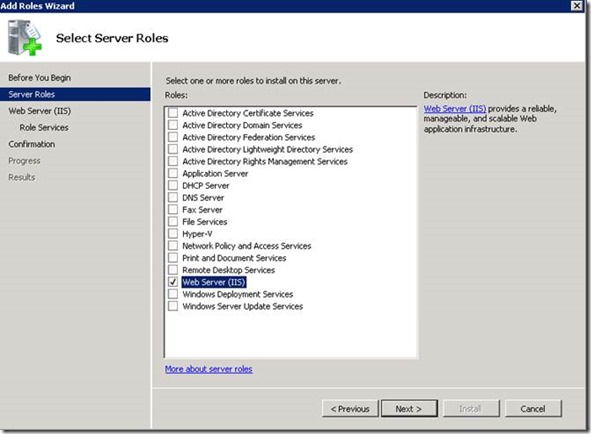 Add Roles Wizard
Select Server Roles
Before You Begin
Server Roles
Web Server (IIS)
Role Services
Confirmation
Progress
Results
Select one or more roles to install on this server.
Roles:
Active Directory Certificate Services
Active Directory Domain Services
Active Directory Federation Services
Active Directory Lightweight Directory Services
Active Directory Rights Management Services
Application Server
DHCP Server
DNS Server
Fax Server
File Services
Hyper-V
Network Policy and Access Services
Print and Document Services
Remote Desktop Services
Web Server (IIS)
Windows Deployment Services
Windows Server Update Services
More about server roles
Description:
Web Server (IIS) provides a reliable,
manageable, and scalable Web
application infrastructure.
< Previous
Next >
Install
Cancel